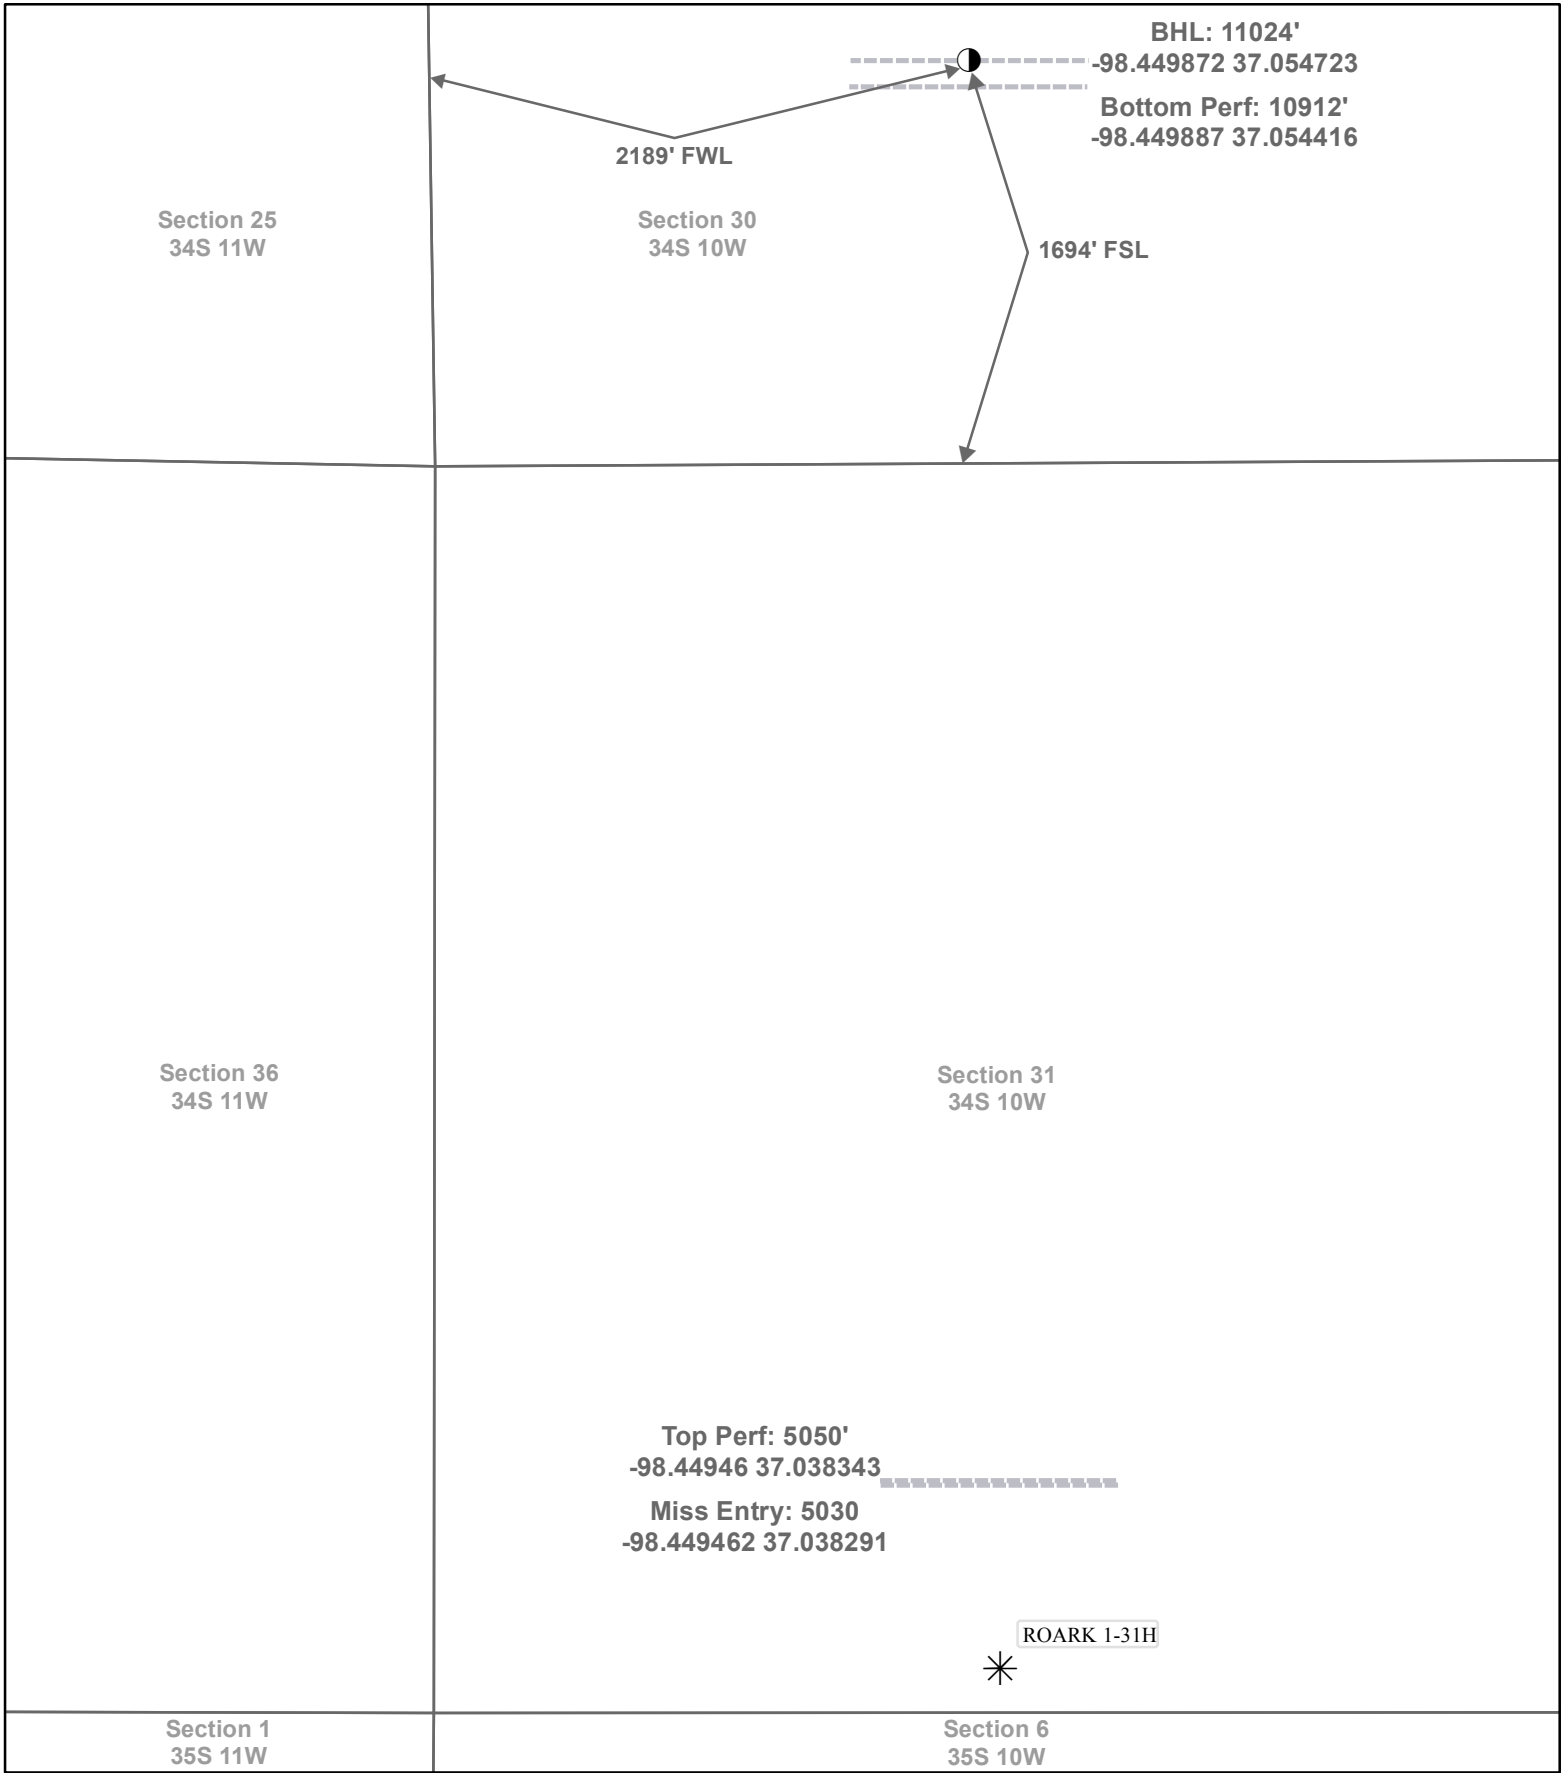 BHL: 11024'
-98.449872 37.054723
Bottom Perf: 10912'
-98.449887 37.054416
2189' FWL
Section 25
34S 11W
Section 30
34S 10W
1694' FSL
Section 36
34S 11W
Section 31
34S 10W
Top Perf: 5050'
-98.44946 37.038343
Miss Entry: 5030
-98.449462 37.038291
ROARK 1-31H
Section 1
35S 11W
Section 6
35S 10W